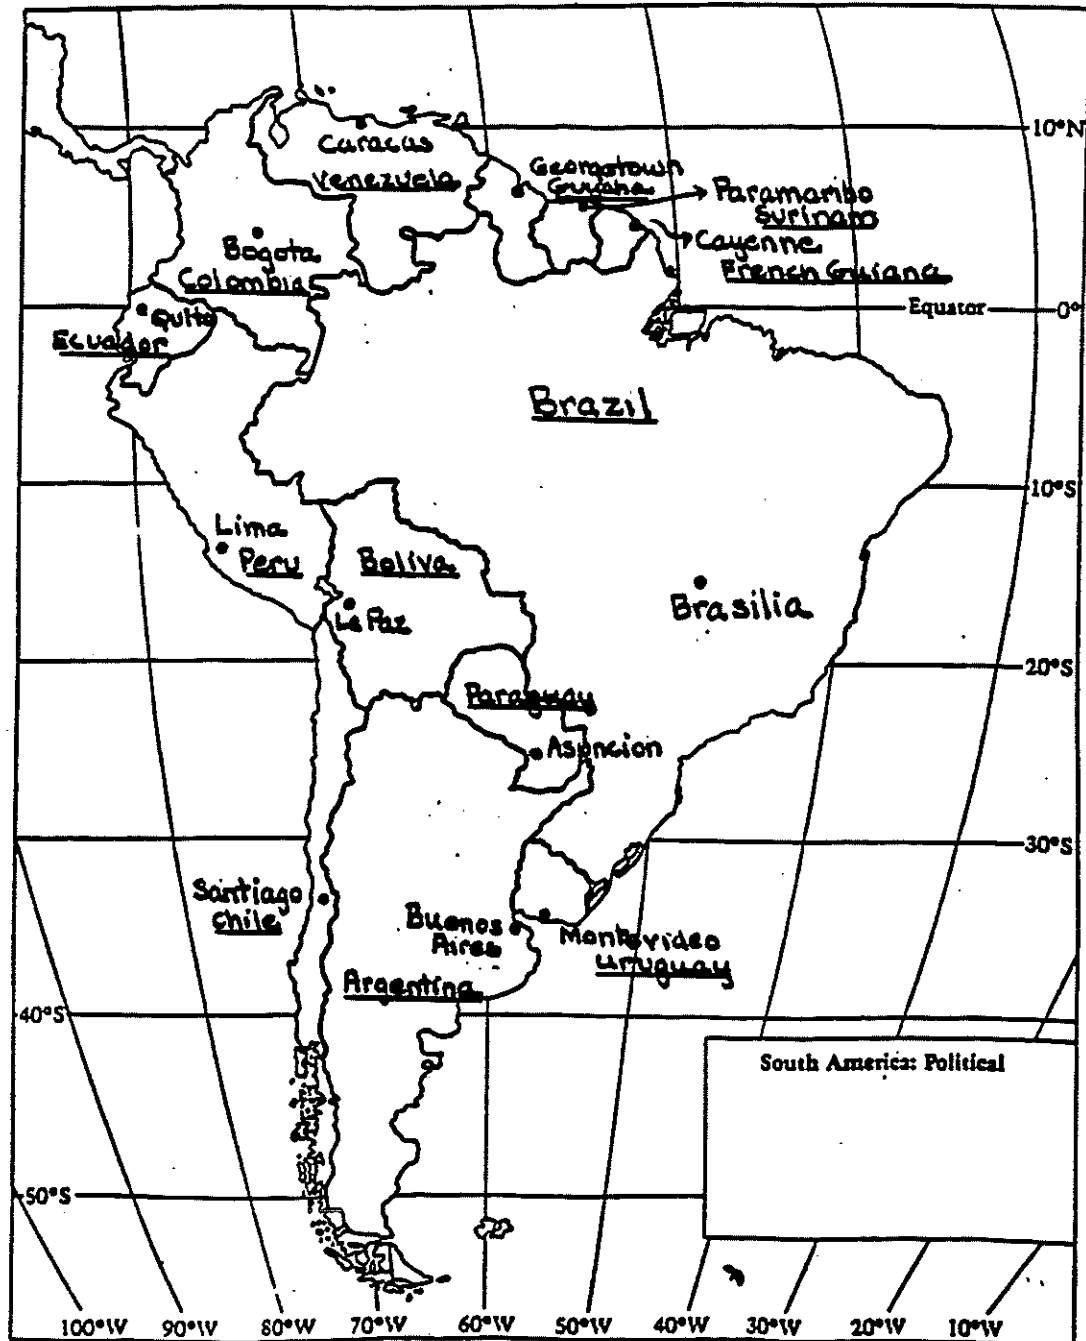 10°N
Caracas
Venezuela
Georgetown
Guiana
Paramaribo
Surinam
Cayenne
French Guiana
Bogota
Colombia
Equator
0°
Quito
Ecuador
Brazil
10°S
Lima
Peru
Boliva
La Paz
Brasilia
20°S
Paraguay
Asuncion
30°S
Santiago
Chile
Buenos
Aires
Montevideo
Uruguay
Argentina
40°S
South America: Political
50°S
100°W 90°W 80°W 70°W 60°W 50°W 40°W 30°W 20°W 10°W